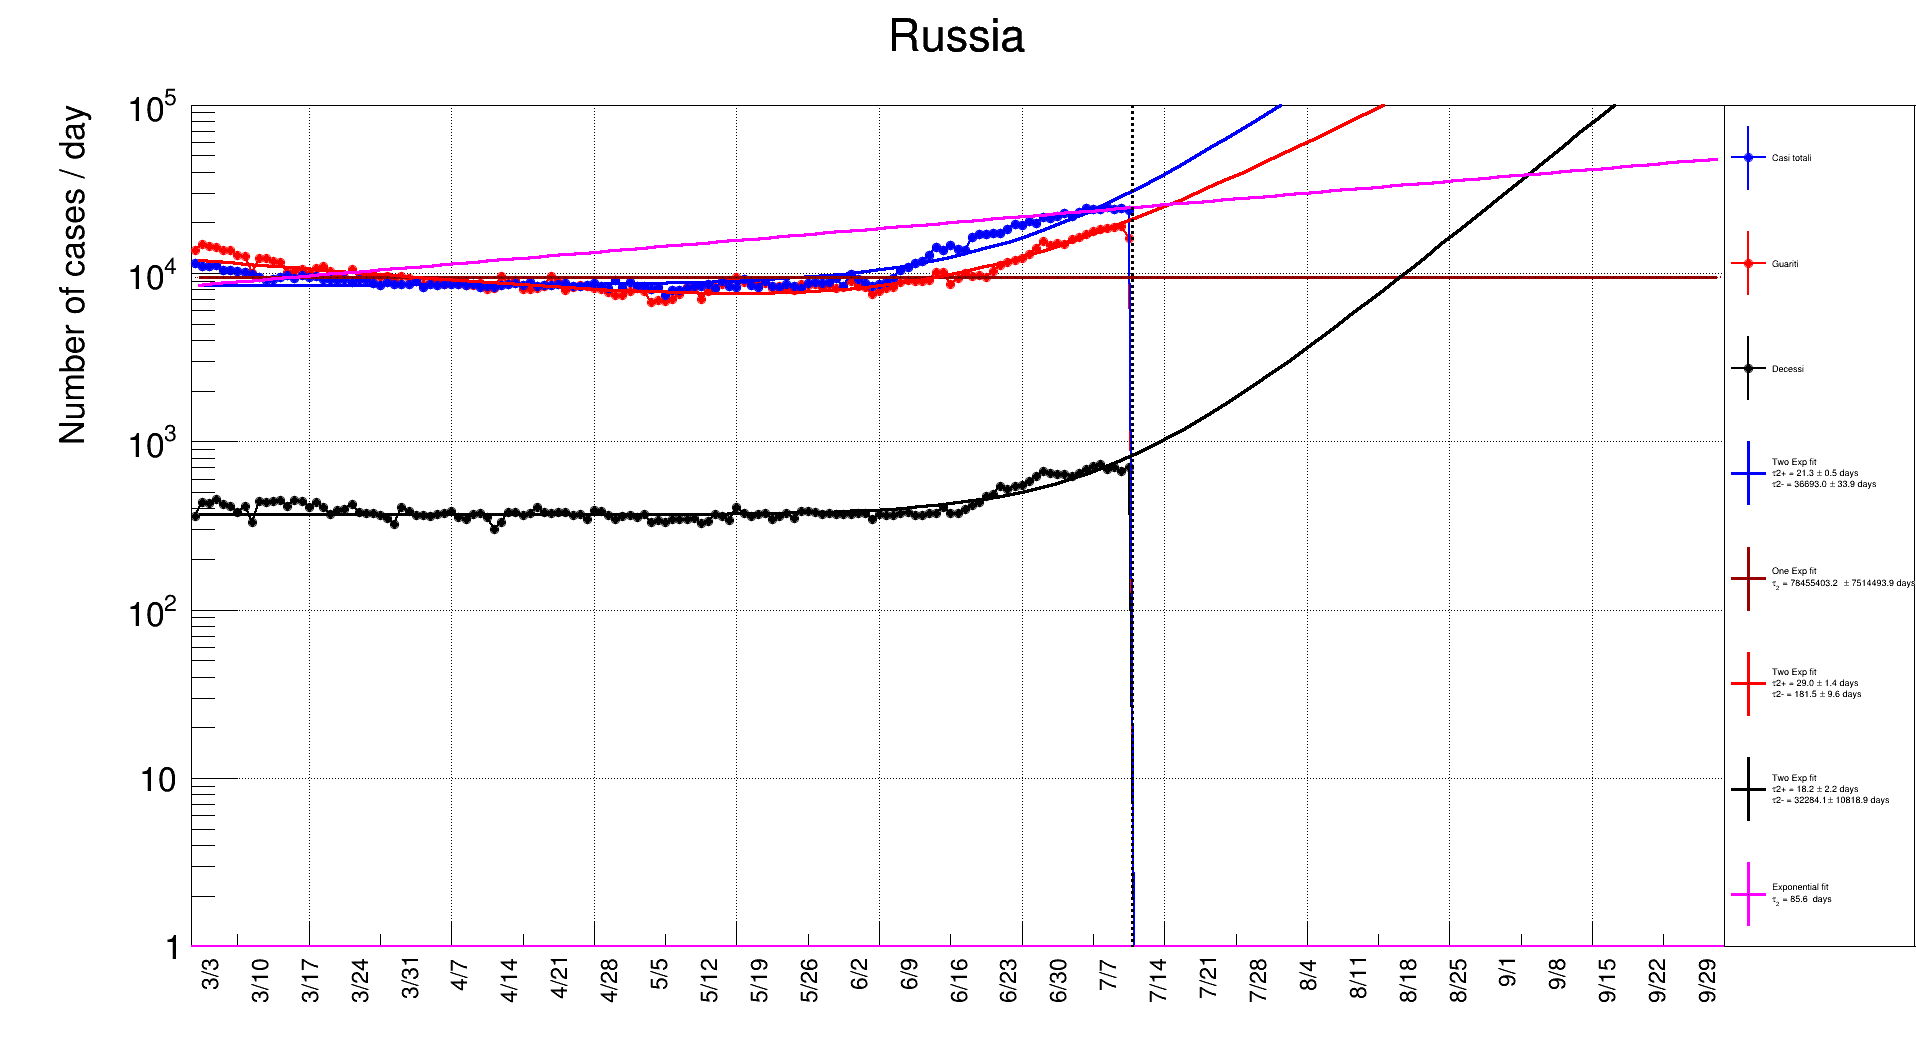 Russia
Number of cases / day
10^5
10^4
10^3
10^2
10
1
3/3
3/10
3/17
3/24
3/31
4/7
4/14
4/21
4/28
5/5
5/12
5/19
5/26
6/2
6/9
6/16
6/23
6/30
7/7
7/14
7/21
7/28
8/4
8/11
8/18
8/25
9/1
9/8
9/15
9/22
9/29
Casi totali
Guariti
Decessi
Two Exp fit
τ2+ = 21.3 ± 0.5 days
τ2- = 36693.0 ± 33.9 days
One Exp fit
τ₂ = 78455403.2 ± 7514493.9 days
Two Exp fit
τ2+ = 29.0 ± 1.4 days
τ2- = 181.5 ± 9.6 days
Two Exp fit
τ2+ = 18.2 ± 2.2 days
τ2- = 32284.1 ± 10818.9 days
Exponential fit
τ₂ = 85.6 days